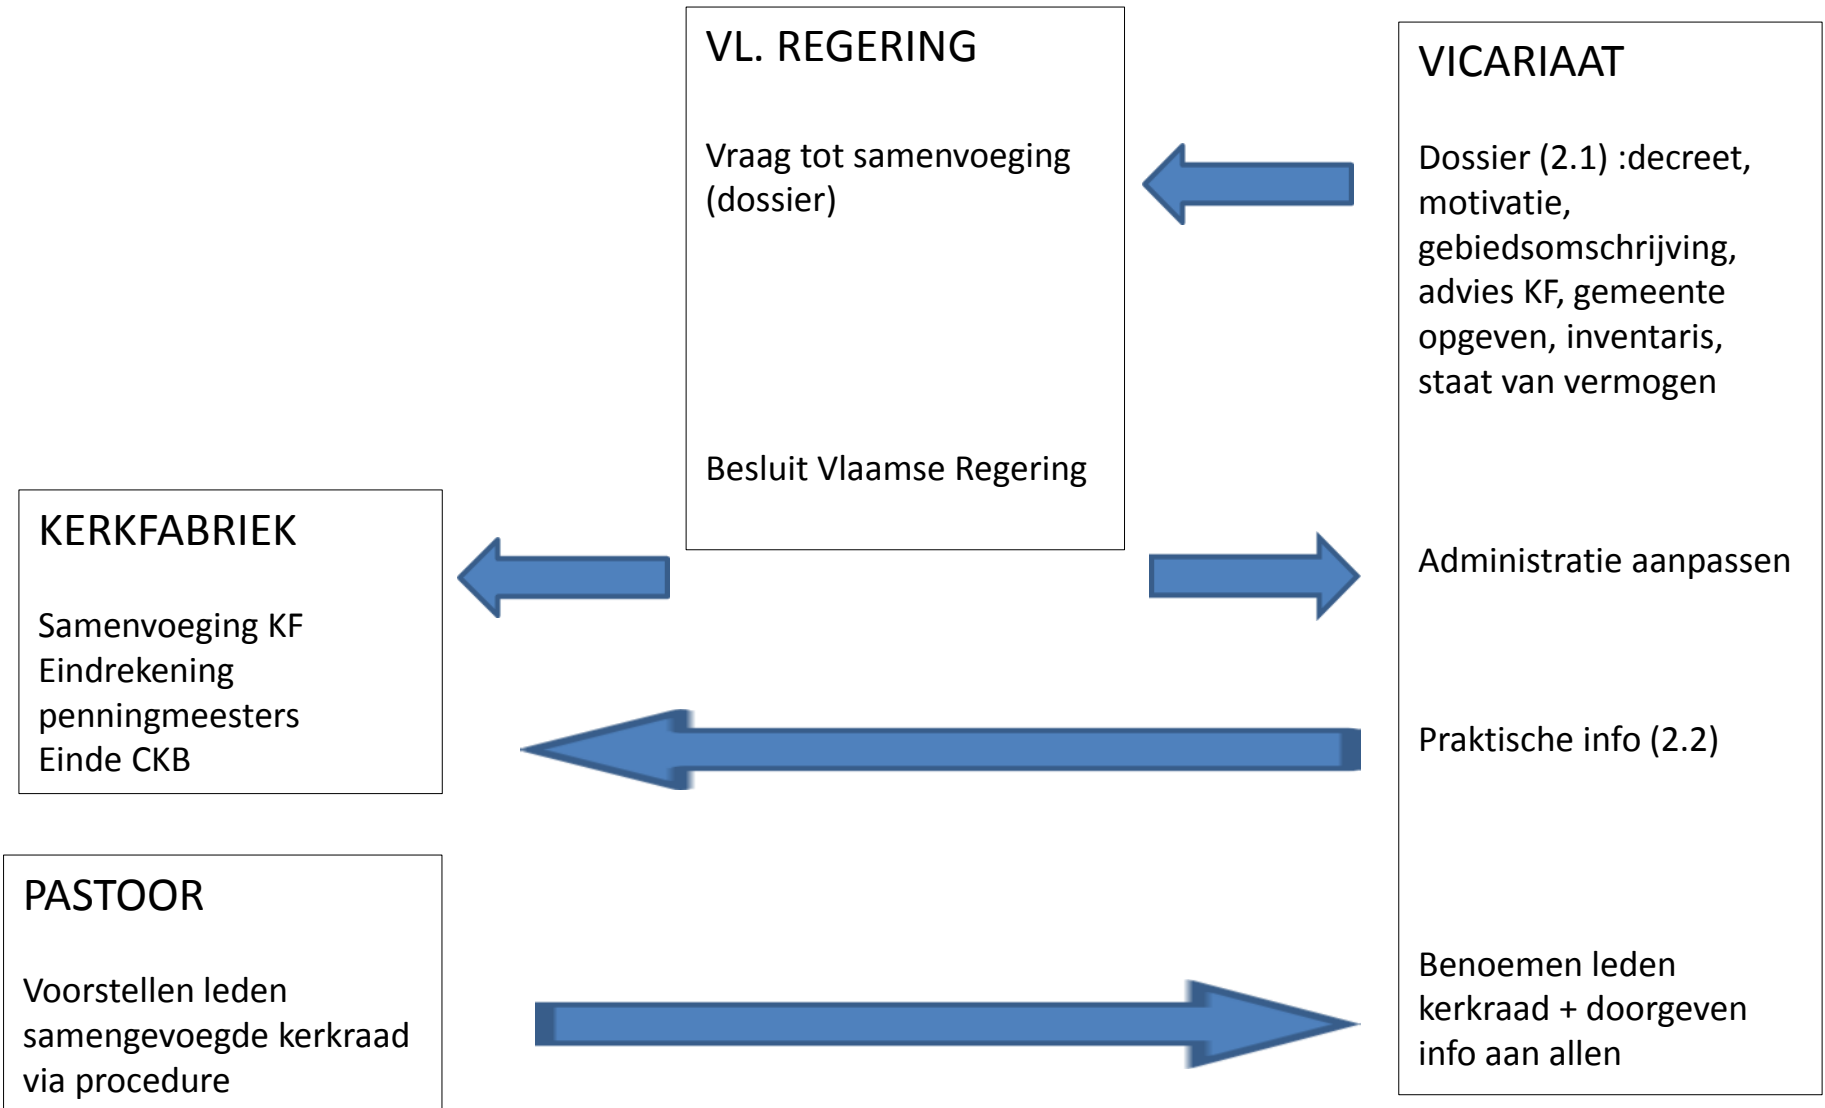 VL. REGERING
Vraag tot samenvoeging
(dossier)
Besluit Vlaamse Regering
VICARIAAT
Dossier (2.1) :decreet,
motivatie,
gebiedsomschrijving,
advies KF, gemeente
opgeven, inventaris,
staat van vermogen
Administratie aanpassen
Praktische info (2.2)
Benoemen leden
kerkraad + doorgeven
info aan allen
KERKFABRIEK
Samenvoeging KF
Eindrekening
penningmeesters
Einde CKB
PASTOOR
Voorstellen leden
samengevoegde kerkraad
via procedure